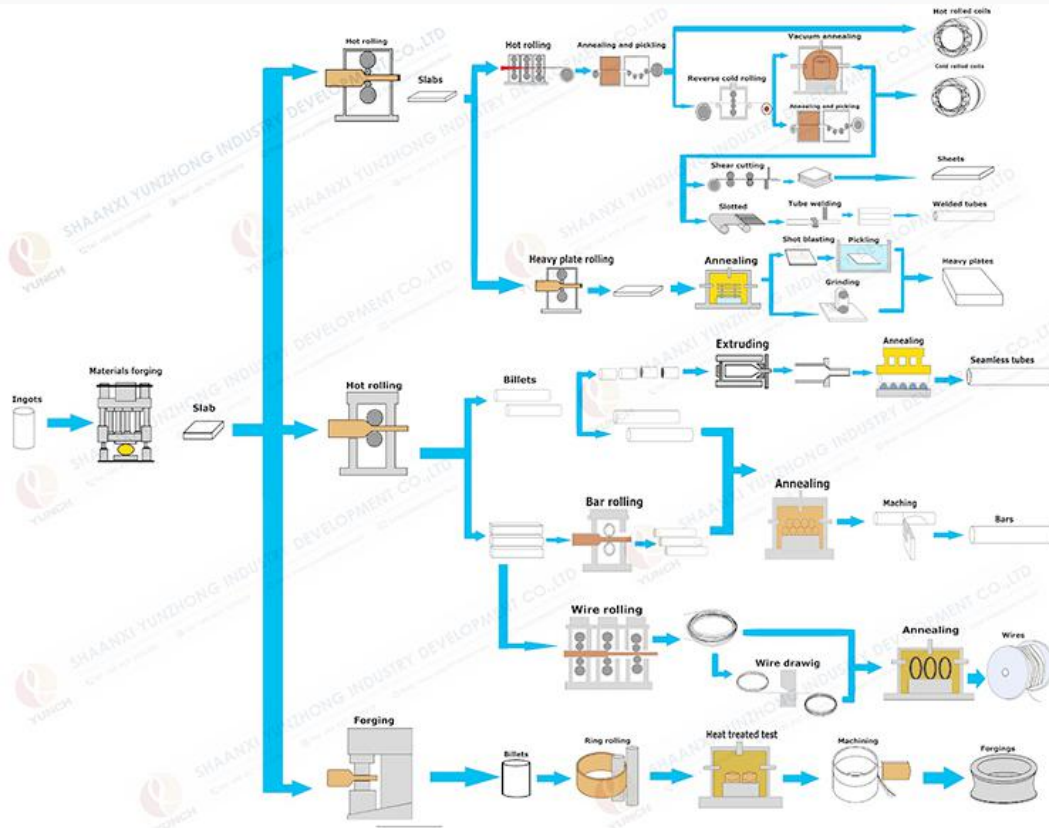 Hot rolled coils
Hot rolling
Hot rolling
Annealing and pickling
Vacuum annealing
Cold rolled coils
Slabs
Reverse cold rolling
Annealing and pickling
Shear cutting
Sheets
Slotted
Tube welding
Welded tubes
Shot blasting
Pickling
Heavy plate rolling
Annealing
Heavy plates
Grinding
Extruding
Annealing
Seamless tubes
Materials forging
Hot rolling
Billets
Ingots
Slab
Annealing
Bar rolling
Maching
Bars
Wire rolling
Annealing
Wires
Wire drawig
Forging
Billets
Ring rolling
Heat treated test
Machining
Forgings
SHAANXI YUNZHONG INDUSTRY DEVELOPMENT CO.,LTD
YUNCH